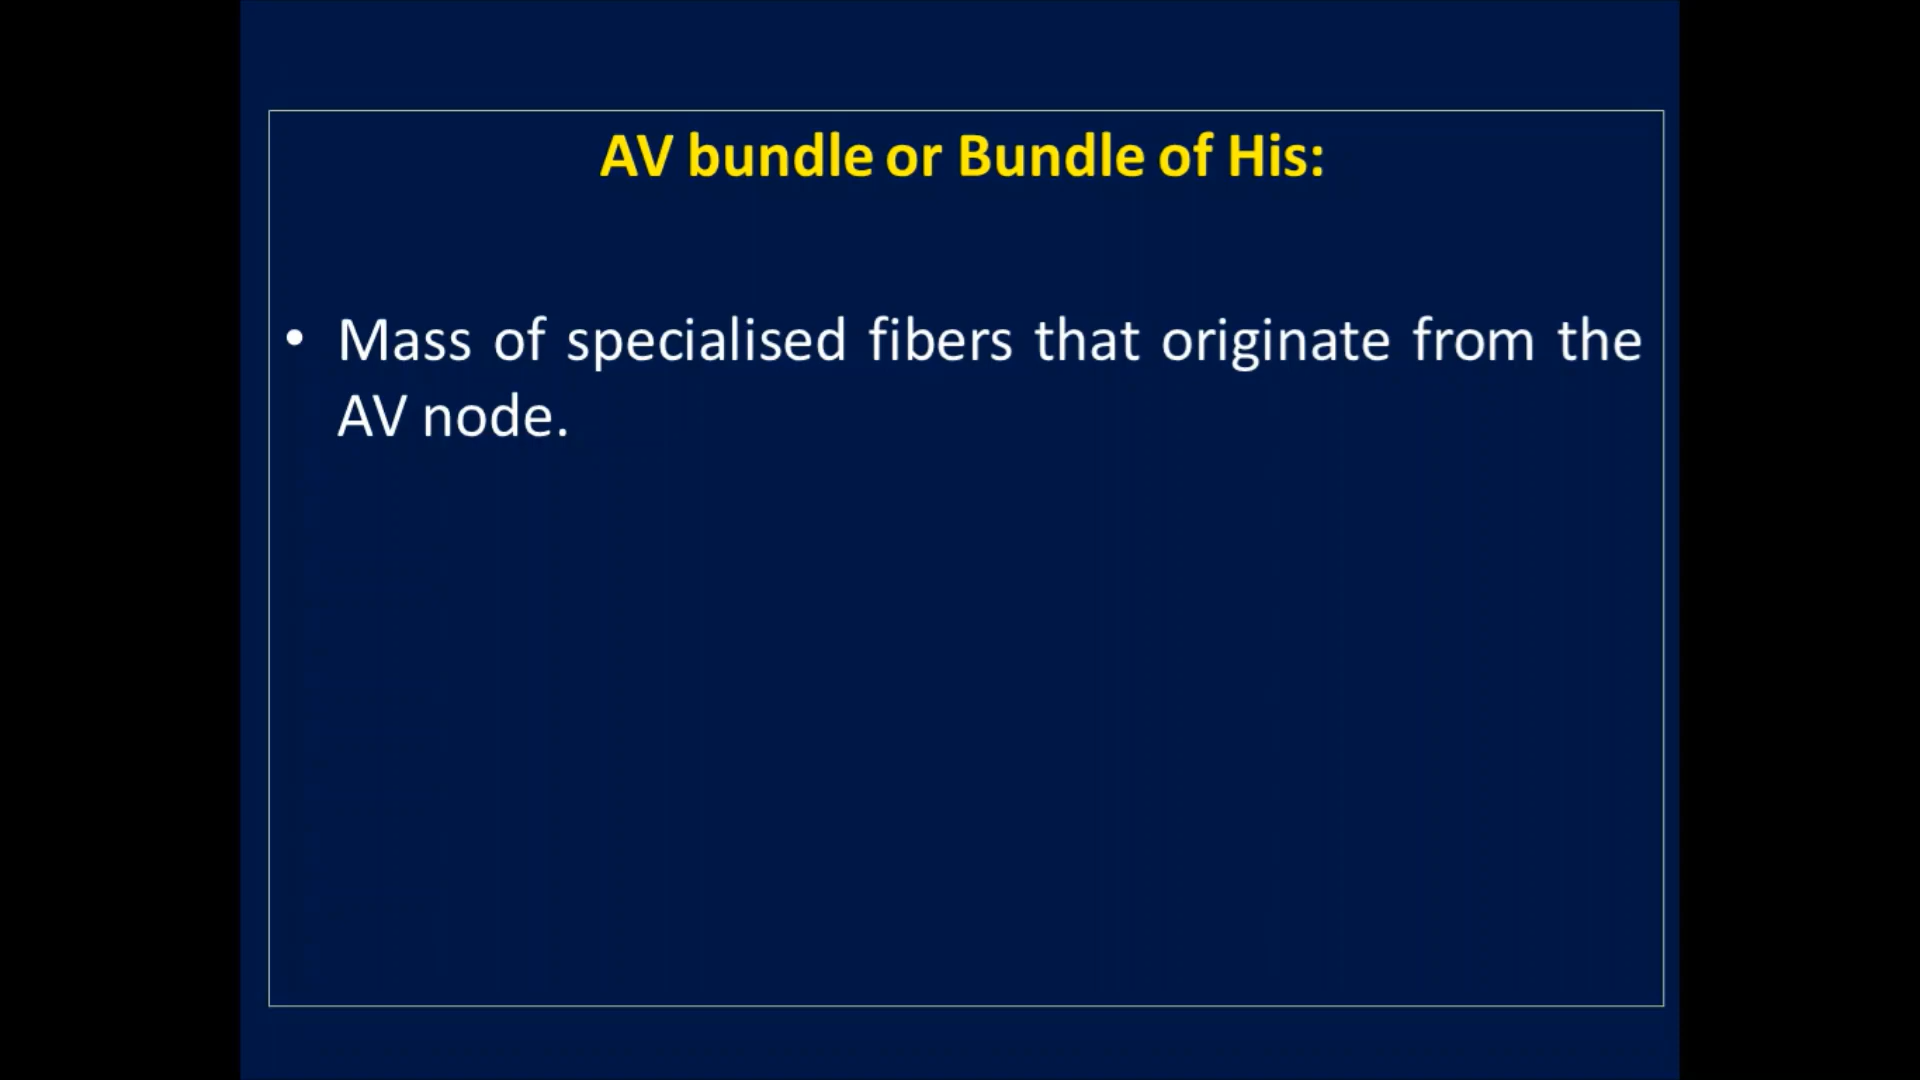 AV bundle or Bundle of His:
• Mass of specialised fibers that originate from the
AV node.